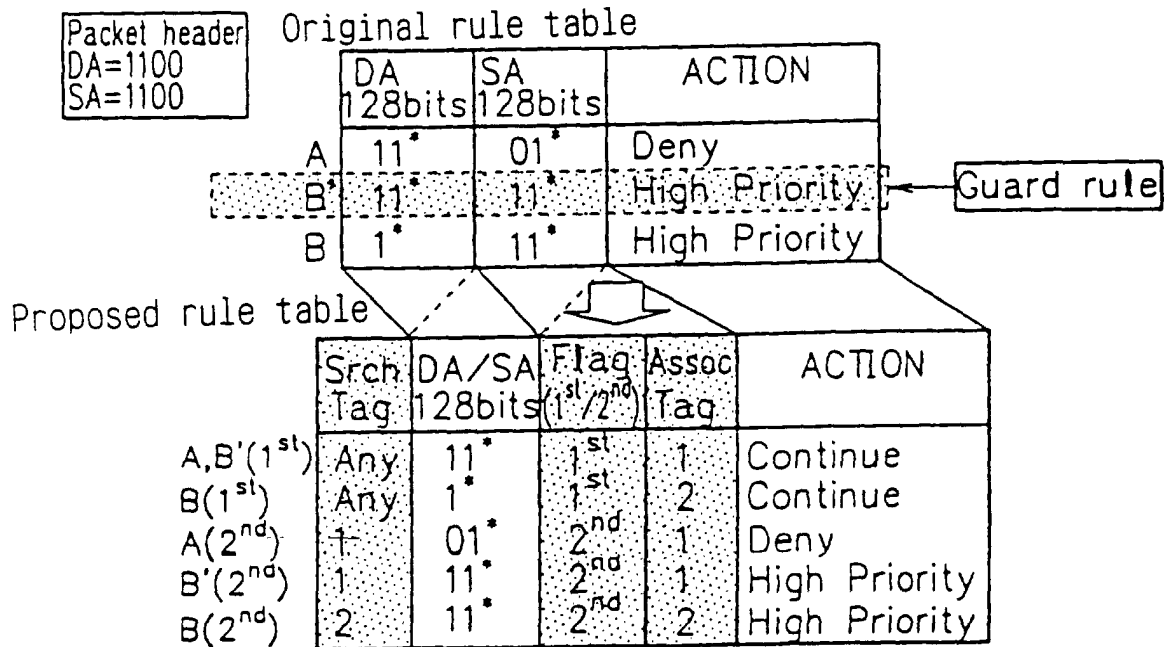 Packet header
DA=1100
SA=1100
Original rule table
DA 128bits SA 128bits ACTION
A 11* 01* Deny
B' 11* 11* High Priority
Guard rule
B 1* 11* High Priority
Proposed rule table
Srch Tag DA/SA 128bits Flag (1st/2nd) Assoc Tag ACTION
A,B'(1st) Any 11* 1st 1 Continue
B(1st) Any 1* 1st 2 Continue
A(2nd) 1 01* 2nd 1 Deny
B'(2nd) 1 11* 2nd 1 High Priority
B(2nd) 2 11* 2nd 2 High Priority